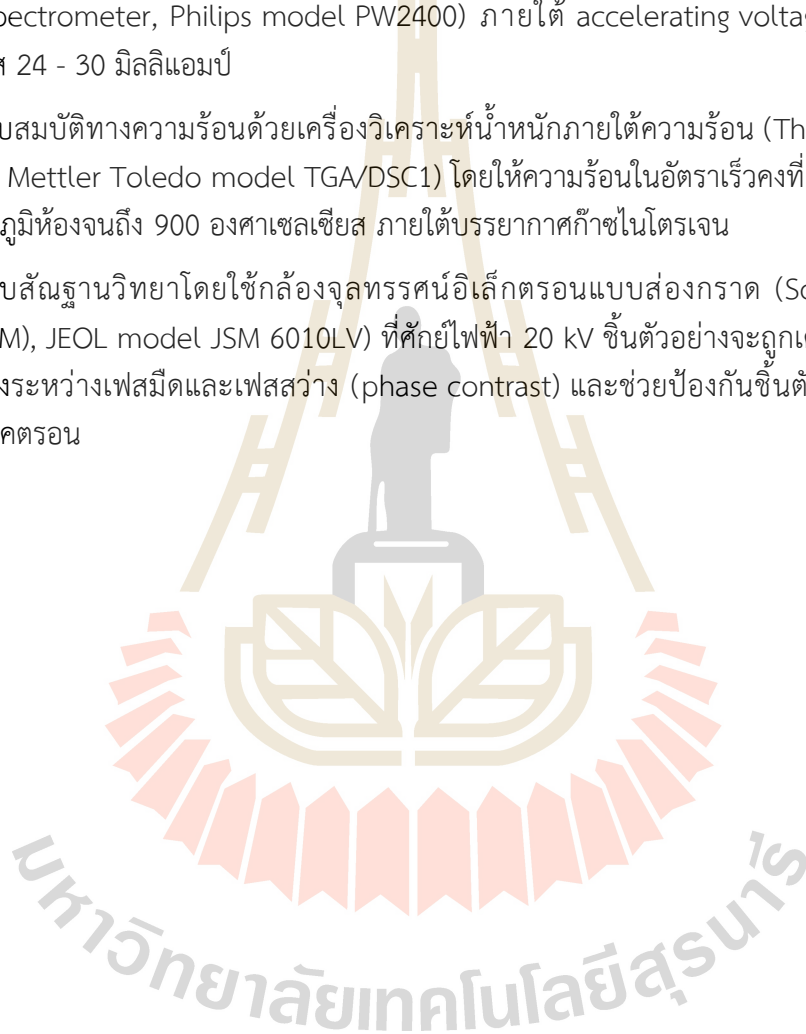 pectrometer, Philips model PW2400) ภายใต้ accelerating voltag
ส 24 - 30 มิลลิแอมป์
บสมบัติทางความร้อนด้วยเครื่องวิเคราะห์น้ำหนักภายใต้ความร้อน (Th
Mettler Toledo model TGA/DSC1) โดยให้ความร้อนในอัตราเร็วคงที่
ภูมิห้องจนถึง 900 องศาเซลเซียส ภายใต้บรรยากาศก๊าซไนโตรเจน
บสัณฐานวิทยาโดยใช้กล้องจุลทรรศน์อิเล็กตรอนแบบส่องกราด (Sc
M), JEOL model JSM 6010LV) ที่ศักย์ไฟฟ้า 20 kV ชิ้นตัวอย่างจะถูกเค
งระหว่างเฟสมืดและเฟสสว่าง (phase contrast) และช่วยป้องกันชิ้นตั
คตรอน
มหาวิทยาลัยเทคโนโลยีสุรนารี